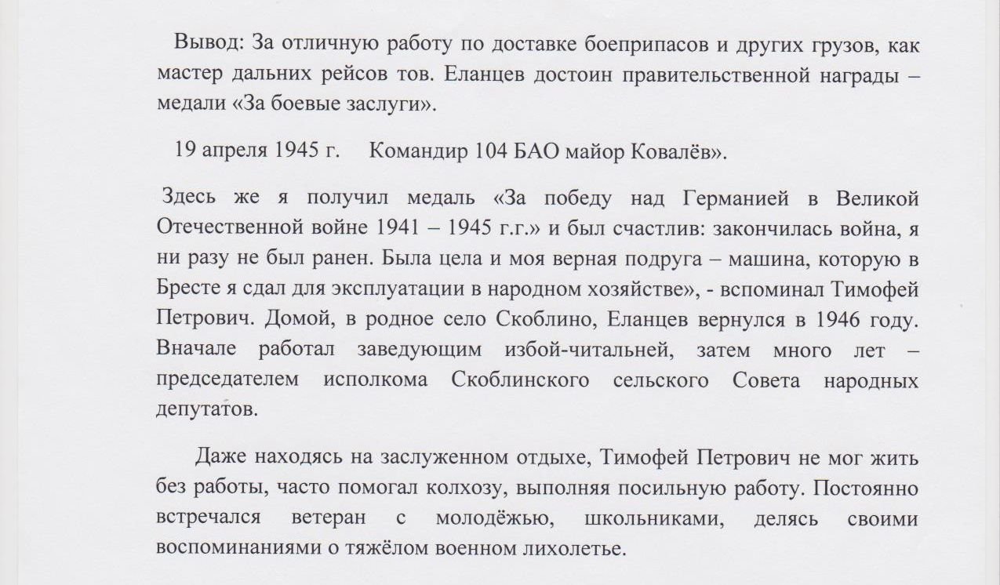 Вывод: За отличную работу по доставке боеприпасов и других грузов, как
мастер дальних рейсов тов. Еланцев достоин правительственной награды –
медали «За боевые заслуги».
19 апреля 1945 г. Командир 104 БАО майор Ковалёв».
Здесь же я получил медаль «За победу над Германией в Великой
Отечественной войне 1941 – 1945 г.г.» и был счастлив: закончилась война, я
ни разу не был ранен. Была цела и моя верная подруга – машина, которую в
Бресте я сдал для эксплуатации в народном хозяйстве», - вспоминал Тимофей
Петрович. Домой, в родное село Скоблино, Еланцев вернулся в 1946 году.
Вначале работал заведующим избой-читальней, затем много лет –
председателем исполкома Скоблинского сельского Совета народных
депутатов.
Даже находясь на заслуженном отдыхе, Тимофей Петрович не мог жить
без работы, часто помогал колхозу, выполняя посильную работу. Постоянно
встречался ветеран с молодёжью, школьниками, делясь своими
воспоминаниями о тяжёлом военном лихолетье.